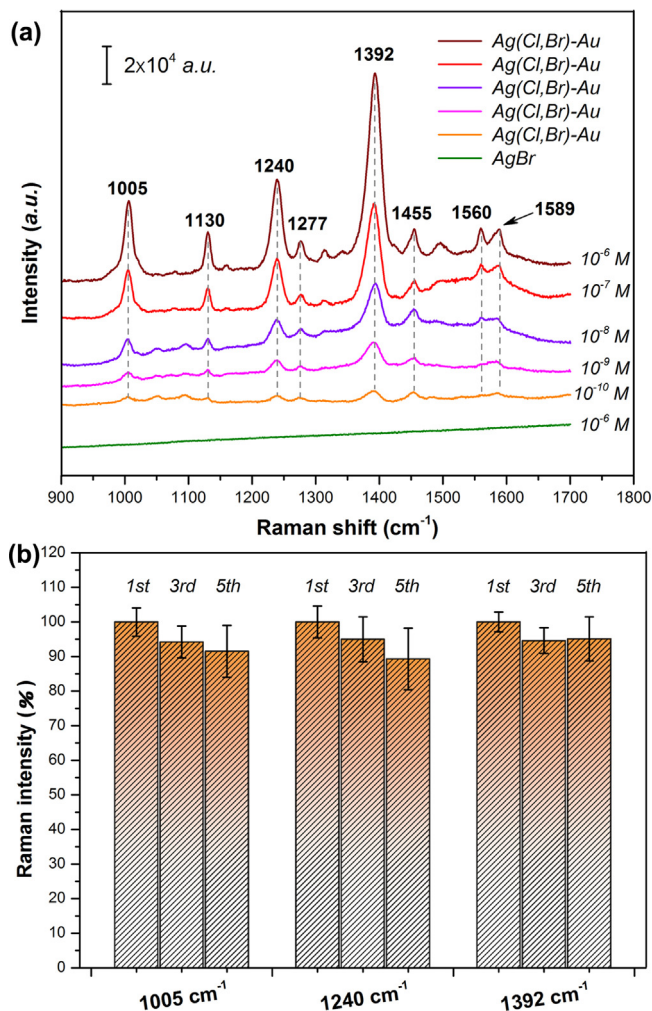 (a)
2×10⁴ a.u.
1392
Ag(Cl,Br)-Au
Ag(Cl,Br)-Au
Ag(Cl,Br)-Au
Ag(Cl,Br)-Au
Ag(Cl,Br)-Au
AgBr
1005
1130
1240
1277
1455
1560
1589
10⁻⁶ M
10⁻⁷ M
10⁻⁸ M
10⁻⁹ M
10⁻¹⁰ M
10⁻⁶ M
Intensity (a.u.)
900 1000 1100 1200 1300 1400 1500 1600 1700 1800
Raman shift (cm⁻¹)
(b)
120
110
100
90
80
70
60
50
40
30
20
10
0
Raman intensity (%)
1st 3rd 5th 1st 3rd 5th 1st 3rd 5th
1005 cm⁻¹ 1240 cm⁻¹ 1392 cm⁻¹